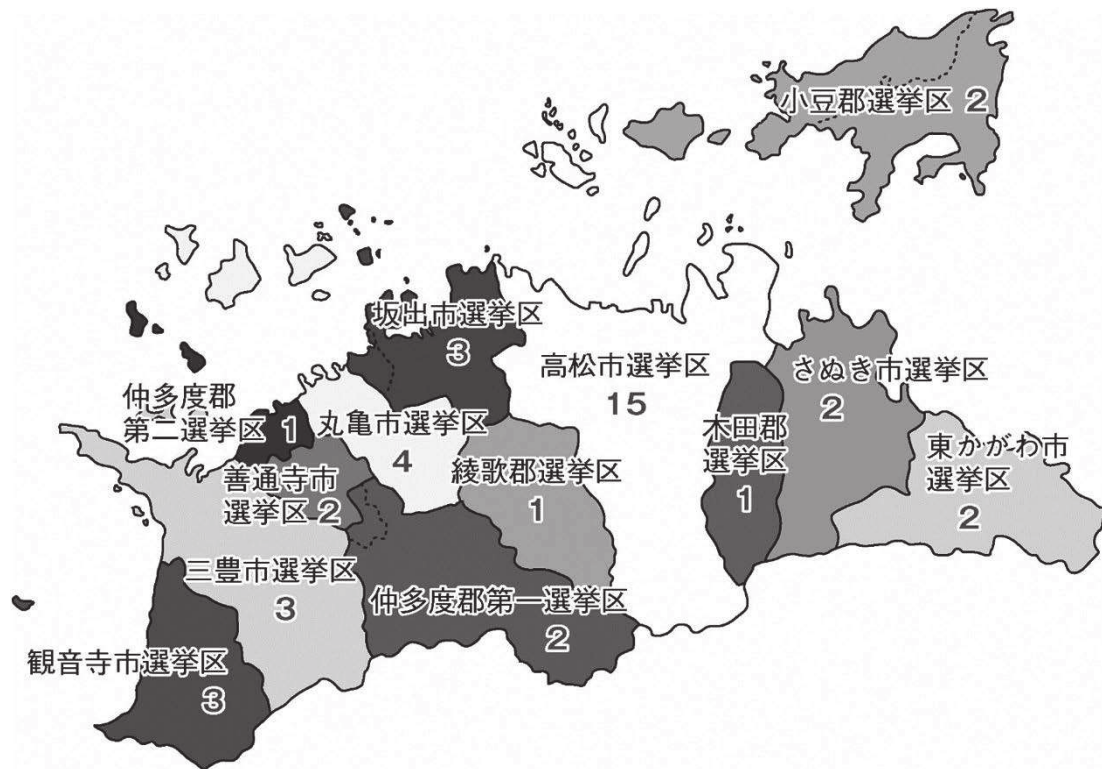 小豆郡選挙区 2
坂出市選挙区
3
高松市選挙区
15
さぬき市選挙区
2
仲多度郡
第二選挙区 1
丸亀市選挙区
4
木田郡
選挙区
1
東かがわ市
選挙区
2
善通寺市
選挙区 2
綾歌郡選挙区
1
三豊市選挙区
3
仲多度郡第一選挙区
2
観音寺市選挙区
3